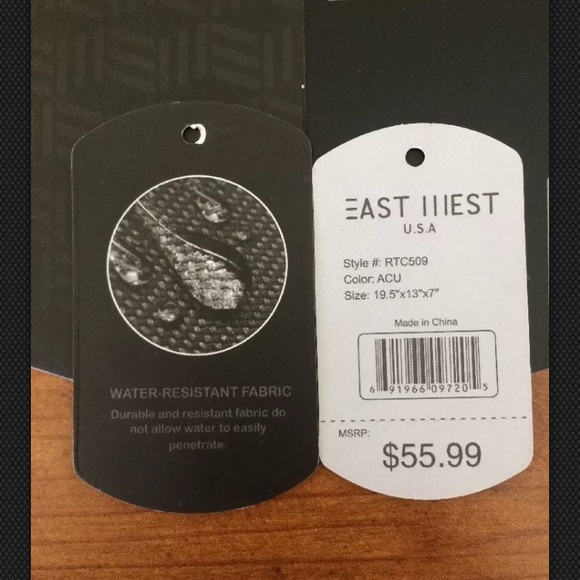 WATER-RESISTANT FABRIC
Durable and resistant fabric do
not allow water to easily
penetrate.
EAST WEST
U.S.A
Style #: RTC509
Color: ACU
Size: 19.5"x13"x7"
Made in China
6 91966 09720 5
MSRP:
$55.99